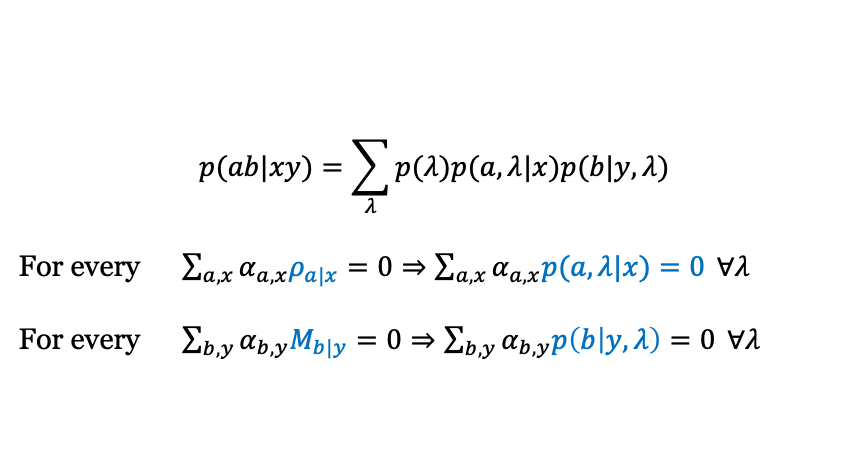 p(ab|xy) = ∑_λ p(λ)p(a, λ|x)p(b|y, λ)
For every ∑_{a,x} α_{a,x}ρ_{a|x} = 0 ⇒ ∑_{a,x} α_{a,x}p(a, λ|x) = 0 ∀λ
For every ∑_{b,y} α_{b,y}M_{b|y} = 0 ⇒ ∑_{b,y} α_{b,y}p(b|y, λ) = 0 ∀λ